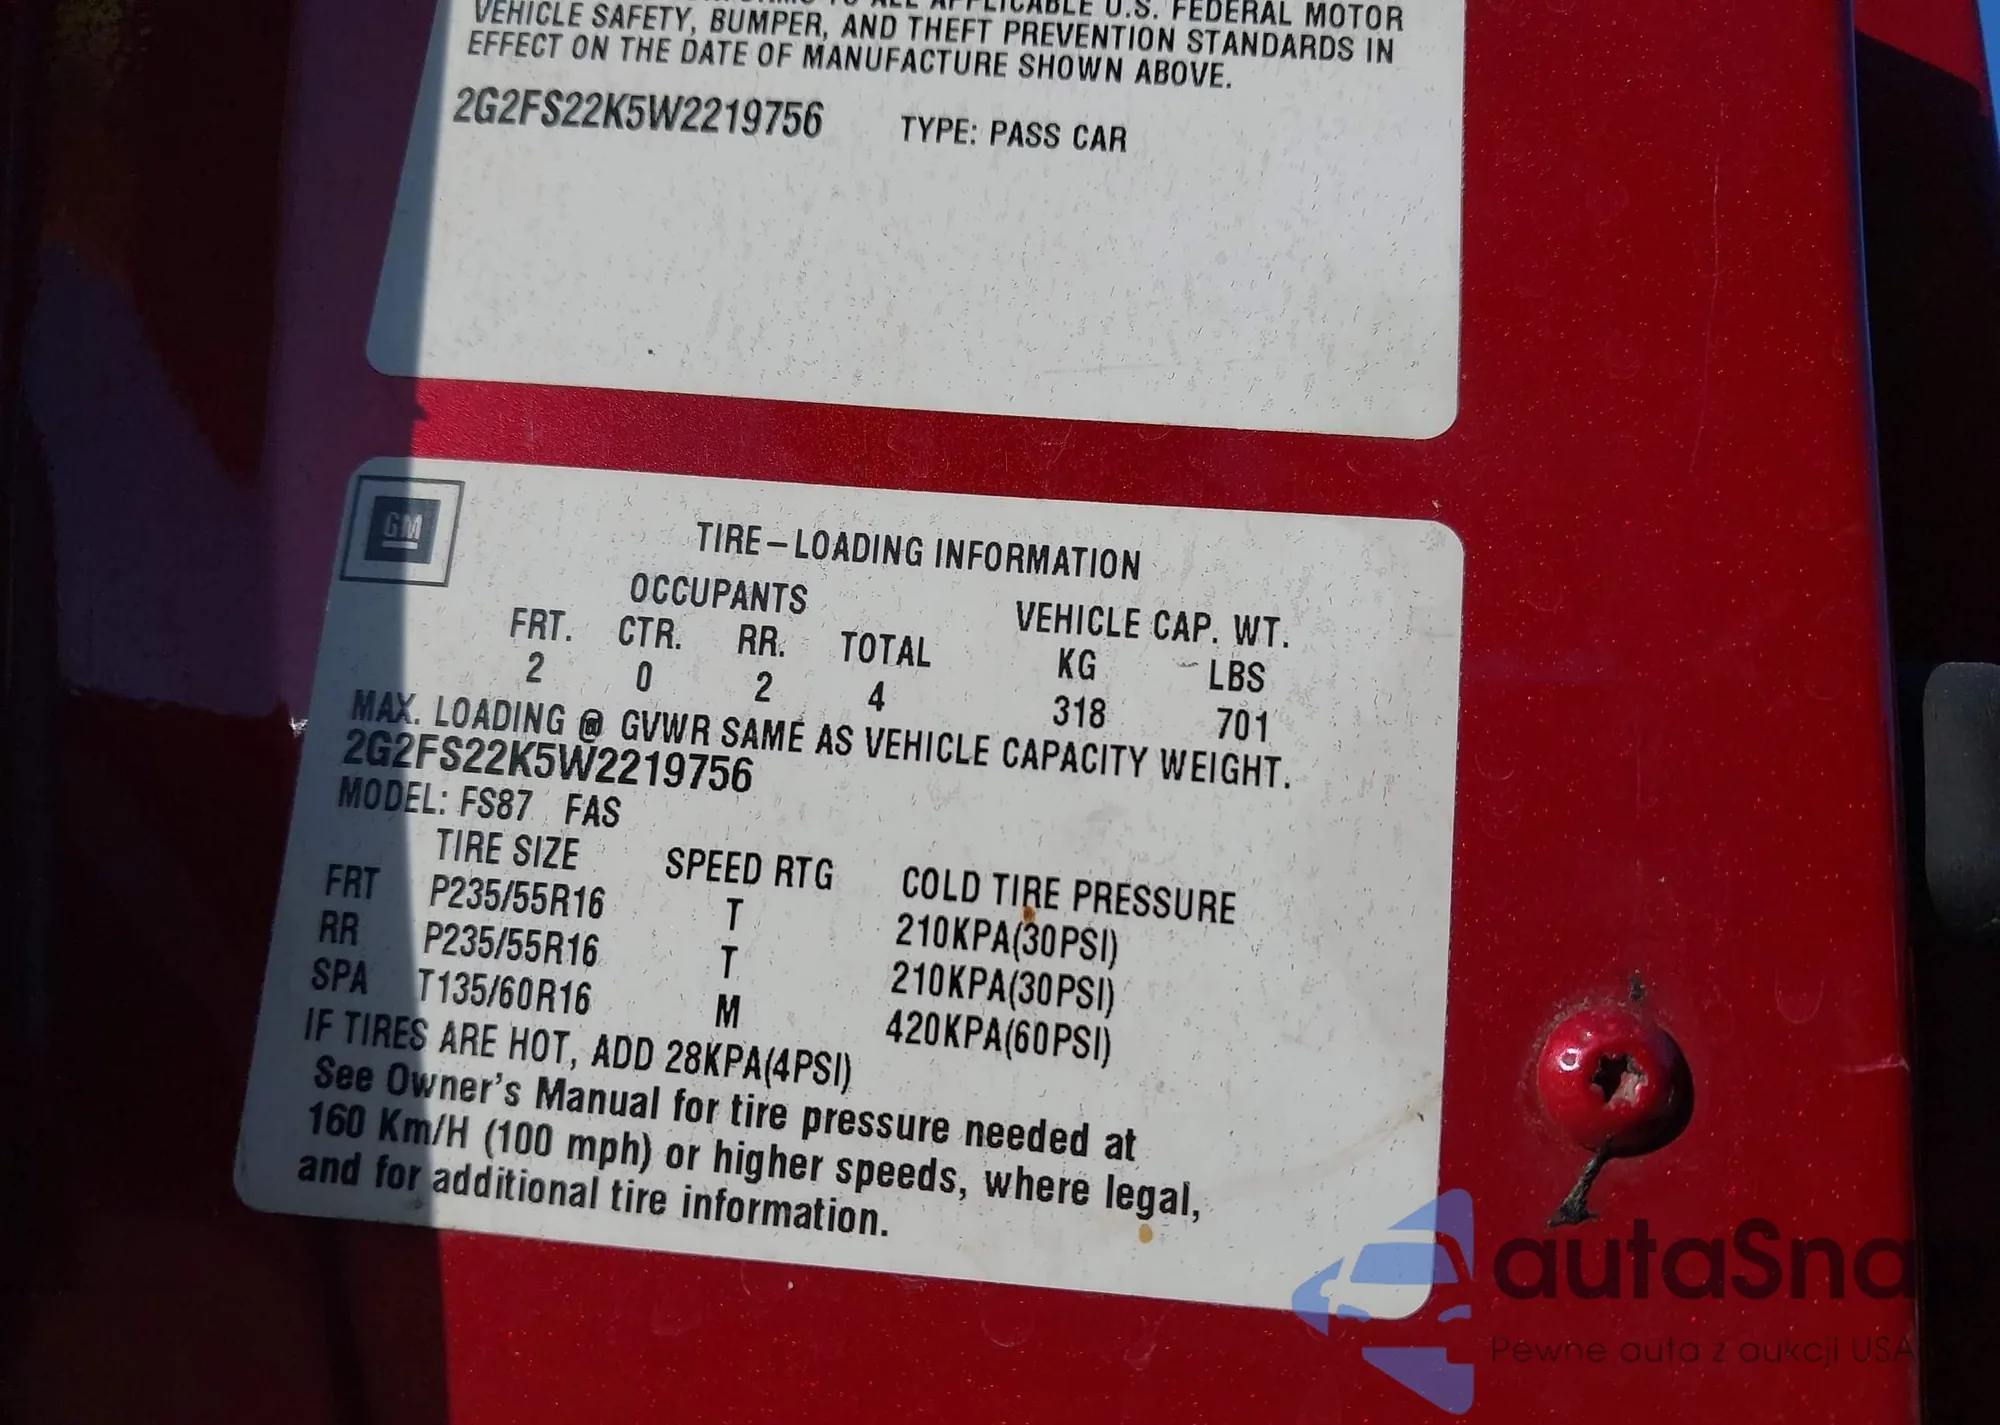 ALL APPLICABLE U.S. FEDERAL MOTOR
VEHICLE SAFETY, BUMPER, AND THEFT PREVENTION STANDARDS IN
EFFECT ON THE DATE OF MANUFACTURE SHOWN ABOVE.
2G2FS22K5W2219756 TYPE: PASS CAR
GM
TIRE–LOADING INFORMATION
OCCUPANTS VEHICLE CAP. WT.
FRT. CTR. RR. TOTAL KG LBS
2 0 2 4 318 701
MAX. LOADING @ GVWR SAME AS VEHICLE CAPACITY WEIGHT.
2G2FS22K5W2219756
MODEL: FS87 FAS
TIRE SIZE SPEED RTG COLD TIRE PRESSURE
FRT P235/55R16 T 210KPA(30PSI)
RR P235/55R16 T 210KPA(30PSI)
SPA T135/60R16 M 420KPA(60PSI)
IF TIRES ARE HOT, ADD 28KPA(4PSI)
See Owner's Manual for tire pressure needed at
160 Km/H (100 mph) or higher speeds, where legal,
and for additional tire information.
autaSna
Pewne auta z aukcji USA